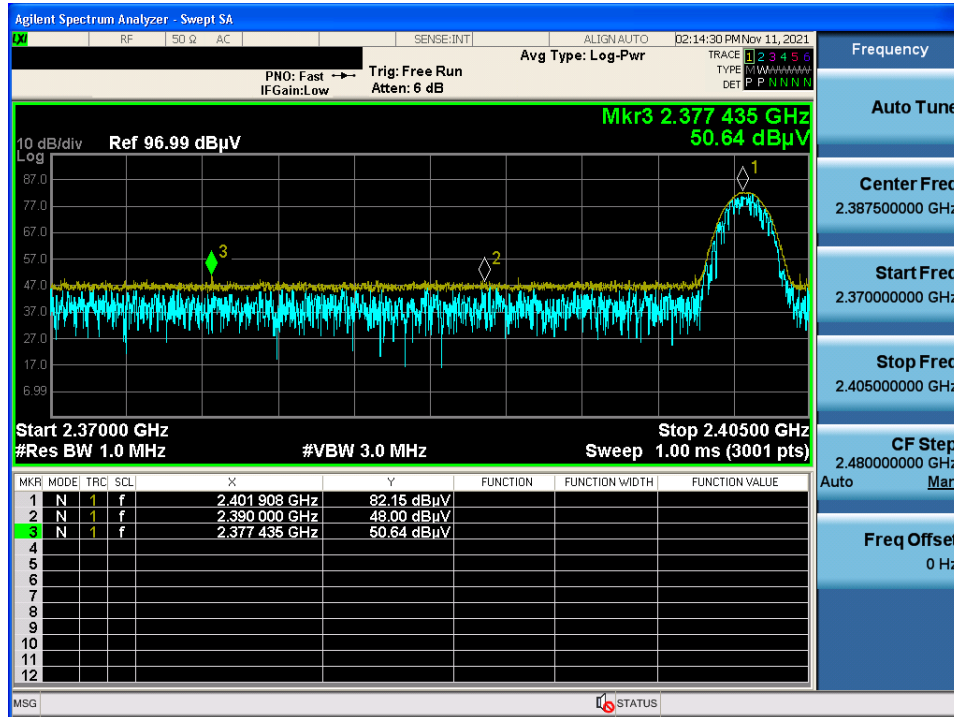 Agilent Spectrum Analyzer - Swept SA
LXI RF 50 Ω AC SENSE:INT ALIGN AUTO 02:14:30 PM Nov 11, 2021
PNO: Fast
IFGain:Low
Trig: Free Run
Atten: 6 dB
Avg Type: Log-Pwr
TRACE 1 2 3 4 5 6
TYPE M W W W W W
DET P P N N N N
Mkr3 2.377 435 GHz
50.64 dBµV
10 dB/div Ref 96.99 dBµV
Log
87.0
77.0
67.0
57.0
47.0
37.0
27.0
17.0
6.99
1
2
3
Start 2.37000 GHz Stop 2.40500 GHz
#Res BW 1.0 MHz #VBW 3.0 MHz Sweep 1.00 ms (3001 pts)
MKR MODE TRC SCL X Y FUNCTION FUNCTION WIDTH FUNCTION VALUE
1 N 1 f 2.401 908 GHz 82.15 dBµV
2 N 1 f 2.390 000 GHz 48.00 dBµV
3 N 1 f 2.377 435 GHz 50.64 dBµV
4
5
6
7
8
9
10
11
12
MSG STATUS
Frequency
Auto Tune
Center Freq
2.387500000 GHz
Start Freq
2.370000000 GHz
Stop Freq
2.405000000 GHz
CF Step
2.480000000 GHz
Auto Man
Freq Offset
0 Hz